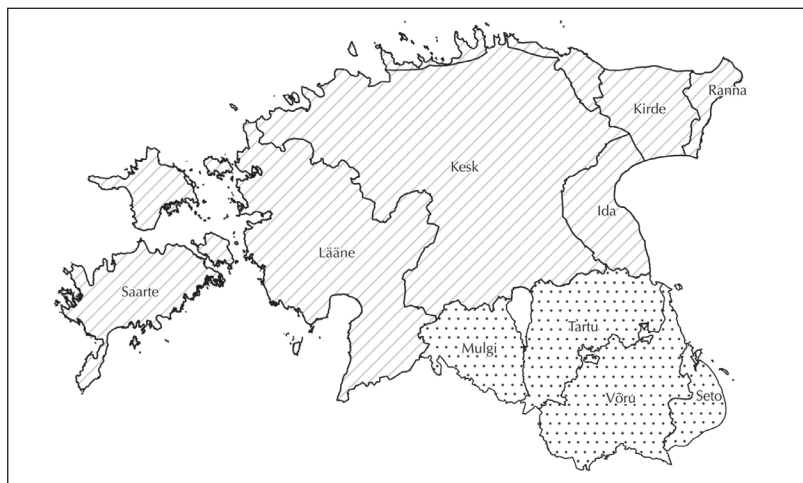 Ranna
Kirde
Kesk
Ida
Lääne
Saarte
Tartu
Mulgi
Võru
Seto